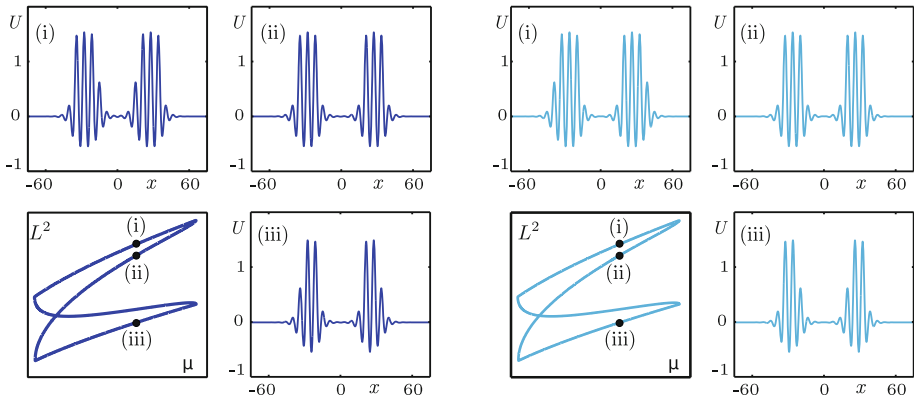 U (i)
1
0
-1
-60 0 x 60
U (ii)
1
0
-1
-60 0 x 60
U (i)
1
0
-1
-60 0 x 60
U (ii)
1
0
-1
-60 0 x 60
L² (i)
(ii)
(iii)
μ
U (iii)
1
0
-1
-60 0 x 60
L² (i)
(ii)
(iii)
μ
U (iii)
1
0
-1
-60 0 x 60